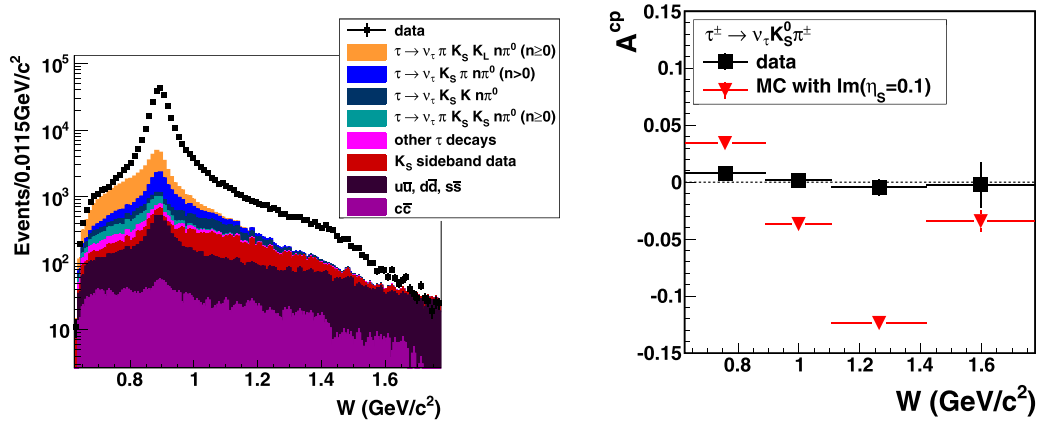 data
τ → ν_τ π K_S K_L nπ⁰ (n≥0)
τ → ν_τ K_S π nπ⁰ (n>0)
τ → ν_τ K_S K nπ⁰
τ → ν_τ π K_S K_S nπ⁰ (n≥0)
other τ decays
K_S sideband data
uu̅, dd̅, ss̅
cc̅
Events/0.0115GeV/c²
10⁵
10⁴
10³
10²
10
0.8 1 1.2 1.4 1.6
W (GeV/c²)
A^cp
τ^± → ν_τ K_S^0 π^±
data
MC with Im(η_S=0.1)
0.15
0.1
0.05
0
-0.05
-0.1
-0.15
0.8 1 1.2 1.4 1.6
W (GeV/c²)